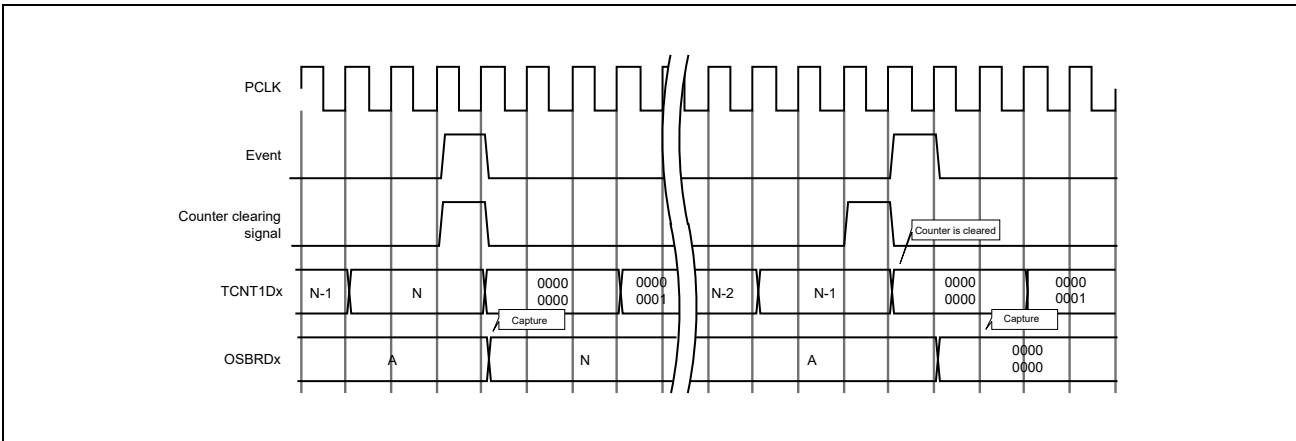 PCLK
Event
Counter clearing
signal
Counter is cleared
TCNT1Dx
N-1
N
0000
0000
0000
0001
N-2
N-1
0000
0000
0000
0001
Capture
Capture
OSBRDx
A
N
A
0000
0000